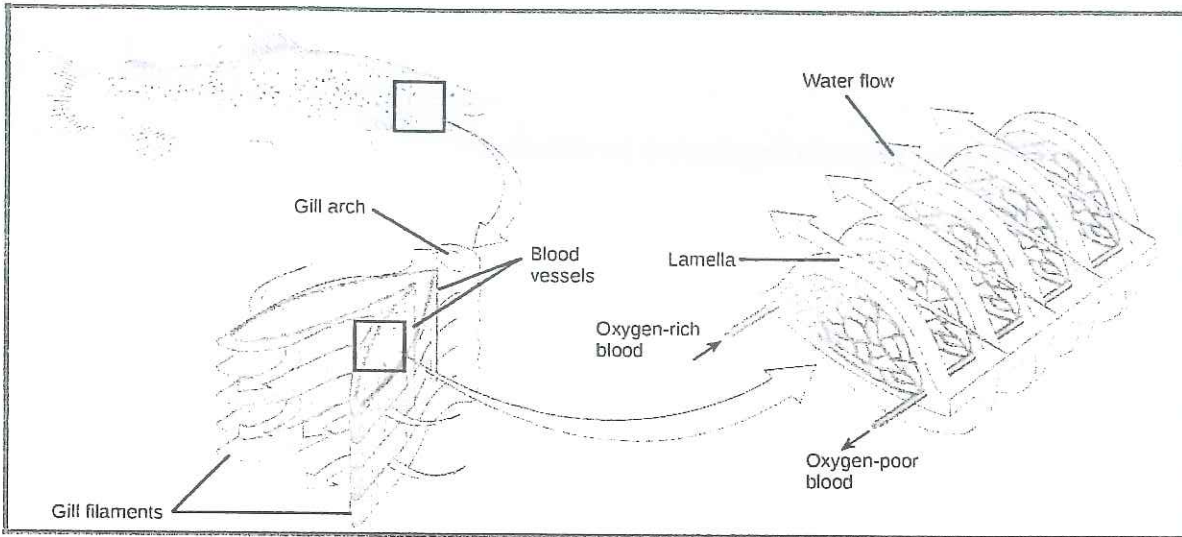 Water flow
Gill arch
Blood
vessels
Lamella
Oxygen-rich
blood
Oxygen-poor
blood
Gill filaments